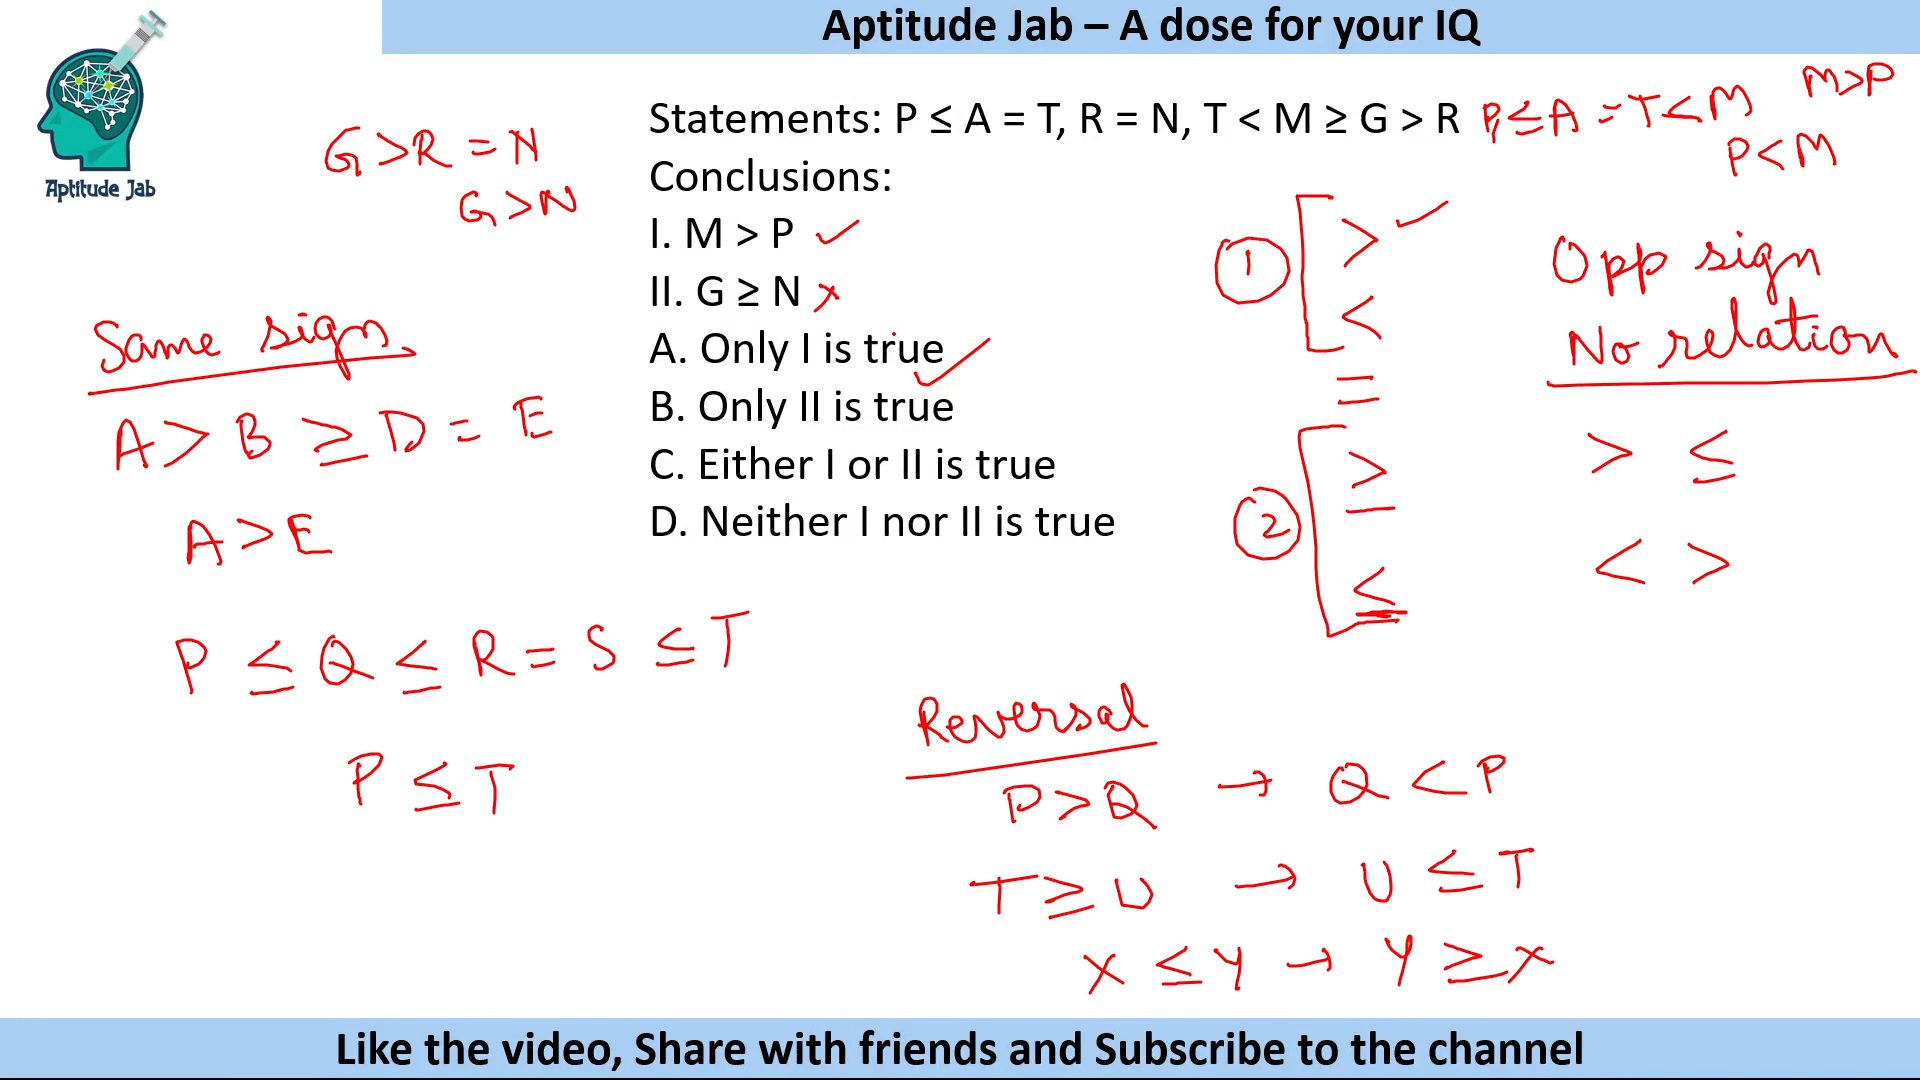 Aptitude Jab – A dose for your IQ
Aptitude Jab
Statements: P ≤ A = T, R = N, T < M ≥ G > R
Conclusions:
I. M > P ✓
II. G ≥ N ×
A. Only I is true ✓
B. Only II is true
C. Either I or II is true
D. Neither I nor II is true
G > R = N
G > N
P ≤ A = T < M
M > P
P < M
Same sign
A > B ≥ D = E
A > E
P ≤ Q ≤ R = S ≤ T
P ≤ T
1
> ✓
<
=
2
≥
≤
Opp sign
No relation
> ≤
< >
Reversal
P > Q → Q < P
T ≥ U → U ≤ T
X ≤ Y → Y ≥ X
Like the video, Share with friends and Subscribe to the channel